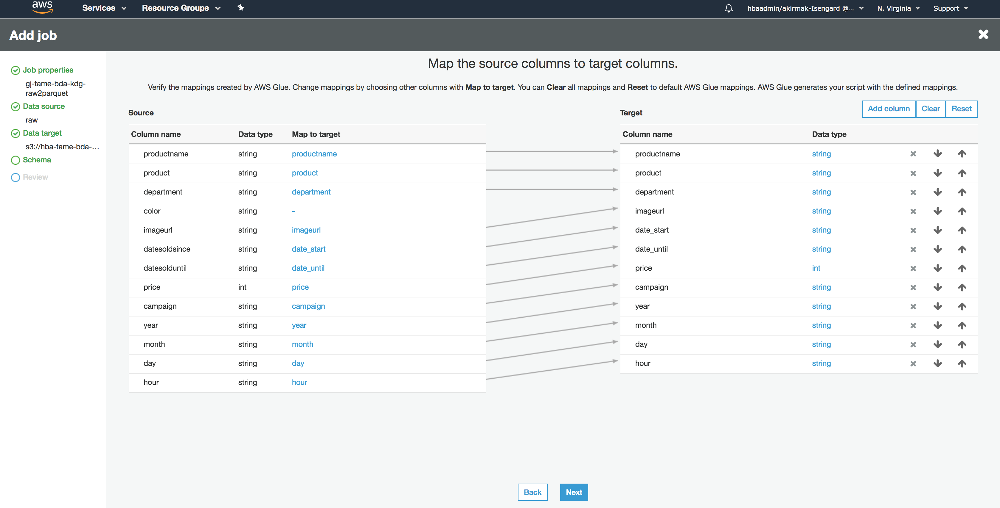 aws Services Resource Groups hbaadmin/akirmak-Isengard @... N. Virginia Support
Add job
Job properties
gj-tame-bda-kdg-
raw2parquet
Data source
raw
Data target
s3://hba-tame-bda-...
Schema
Review
Map the source columns to target columns.
Verify the mappings created by AWS Glue. Change mappings by choosing other columns with Map to target. You can Clear all mappings and Reset to default AWS Glue mappings. AWS Glue generates your script with the defined mappings.
Add column Clear Reset
Source
Column name Data type Map to target
productname string productname
product string product
department string department
color string -
imageurl string imageurl
datesoldsince string date_start
datesolduntil string date_until
price int price
campaign string campaign
year string year
month string month
day string day
hour string hour
Target
Column name Data type
productname string
product string
department string
imageurl string
date_start string
date_until string
price int
campaign string
year string
month string
day string
hour string
Back Next